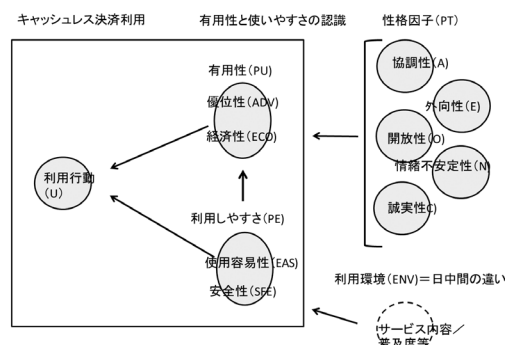 キャッシュレス決済利用
有用性と使いやすさの認識
性格因子（PT）
有用性（PU）
優位性（ADV）
経済性（ECO）
利用行動
（U）
利用しやすさ（PE）
使用容易性（EAS）
安全性（SFE）
協調性（A）
外向性（E）
開放性（O）
情緒不安定性（N）
誠実性C）
利用環境（ENV）＝日中間の違い
サービス内容／
普及度等